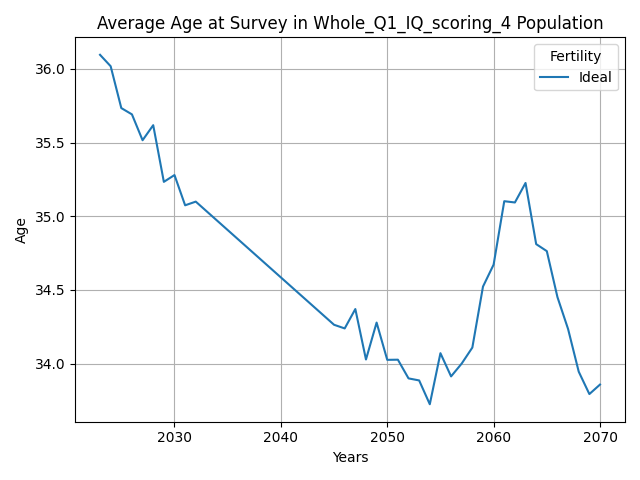 Average Age at Survey in Whole_Q1_IQ_scoring_4 Population
Fertility
Ideal
36.0
35.5
35.0
34.5
34.0
Age
2030 2040 2050 2060 2070
Years